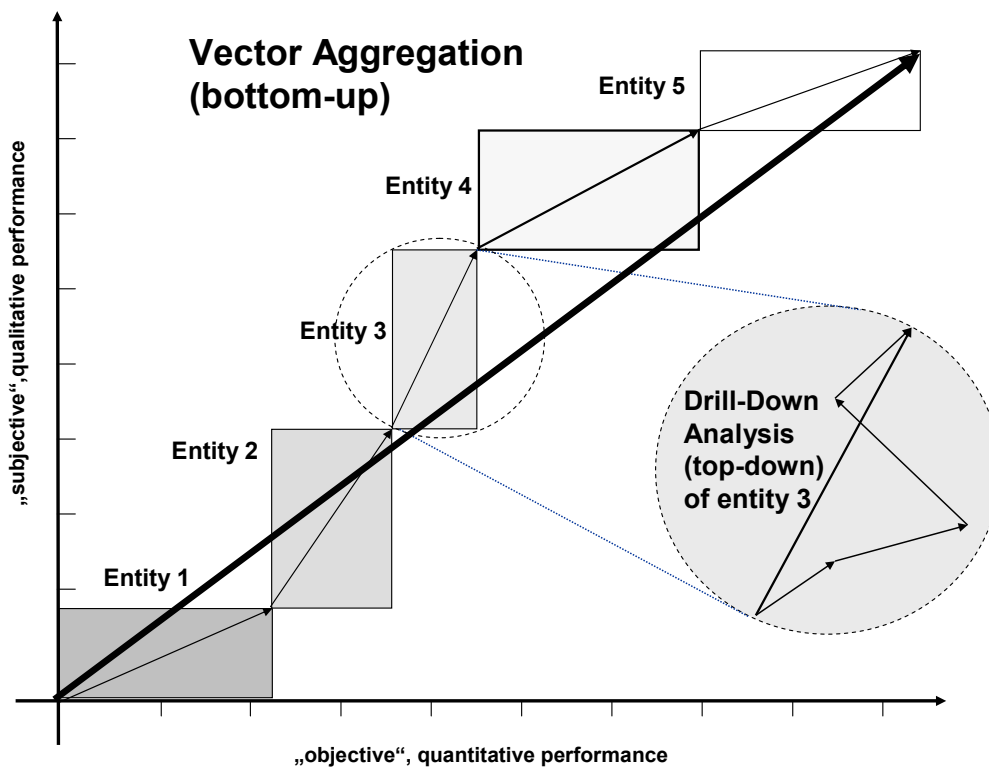 Vector Aggregation
(bottom-up)
Entity 5
Entity 4
Entity 3
Entity 2
Entity 1
Drill-Down
Analysis
(top-down)
of entity 3
„subjective“,qualitative performance
„objective“, quantitative performance